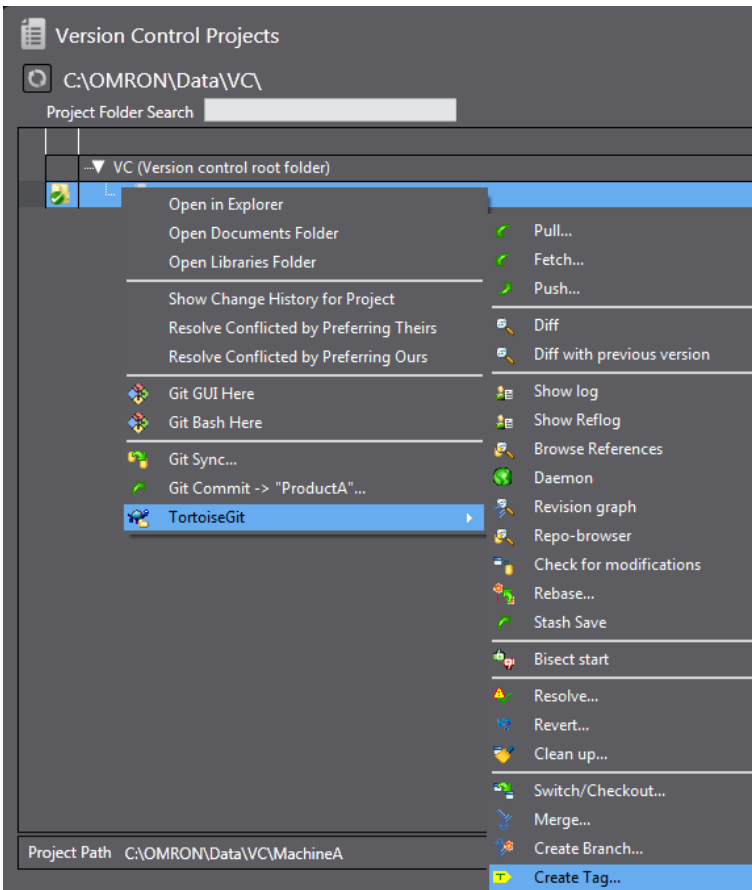 Version Control Projects
C:\OMRON\Data\VC\
Project Folder Search
VC (Version control root folder)
Open in Explorer
Open Documents Folder
Open Libraries Folder
Show Change History for Project
Resolve Conflicted by Preferring Theirs
Resolve Conflicted by Preferring Ours
Git GUI Here
Git Bash Here
Git Sync...
Git Commit -> "ProductA"...
TortoiseGit
Pull...
Fetch...
Push...
Diff
Diff with previous version
Show log
Show Reflog
Browse References
Daemon
Revision graph
Repo-browser
Check for modifications
Rebase...
Stash Save
Bisect start
Resolve...
Revert...
Clean up...
Switch/Checkout...
Merge...
Create Branch...
Create Tag...
Project Path C:\OMRON\Data\VC\MachineA